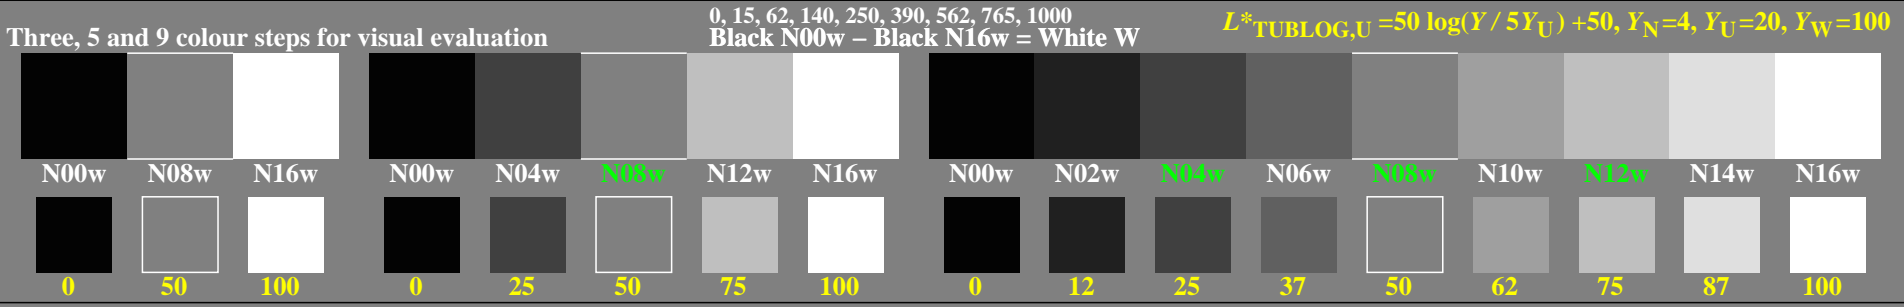 0, 15, 62, 140, 250, 390, 562, 765, 1000
Three, 5 and 9 colour steps for visual evaluation
Black N00w – Black N16w = White W
L*TUBLOG,U =50 log(Y / 5YU) +50, YN=4, YU=20, YW=100
N00w N08w N16w N00w N04w N08w N12w N16w N00w N02w N04w N06w N08w N10w N12w N14w N16w
0 50 100 0 25 50 75 100 0 12 25 37 50 62 75 87 100